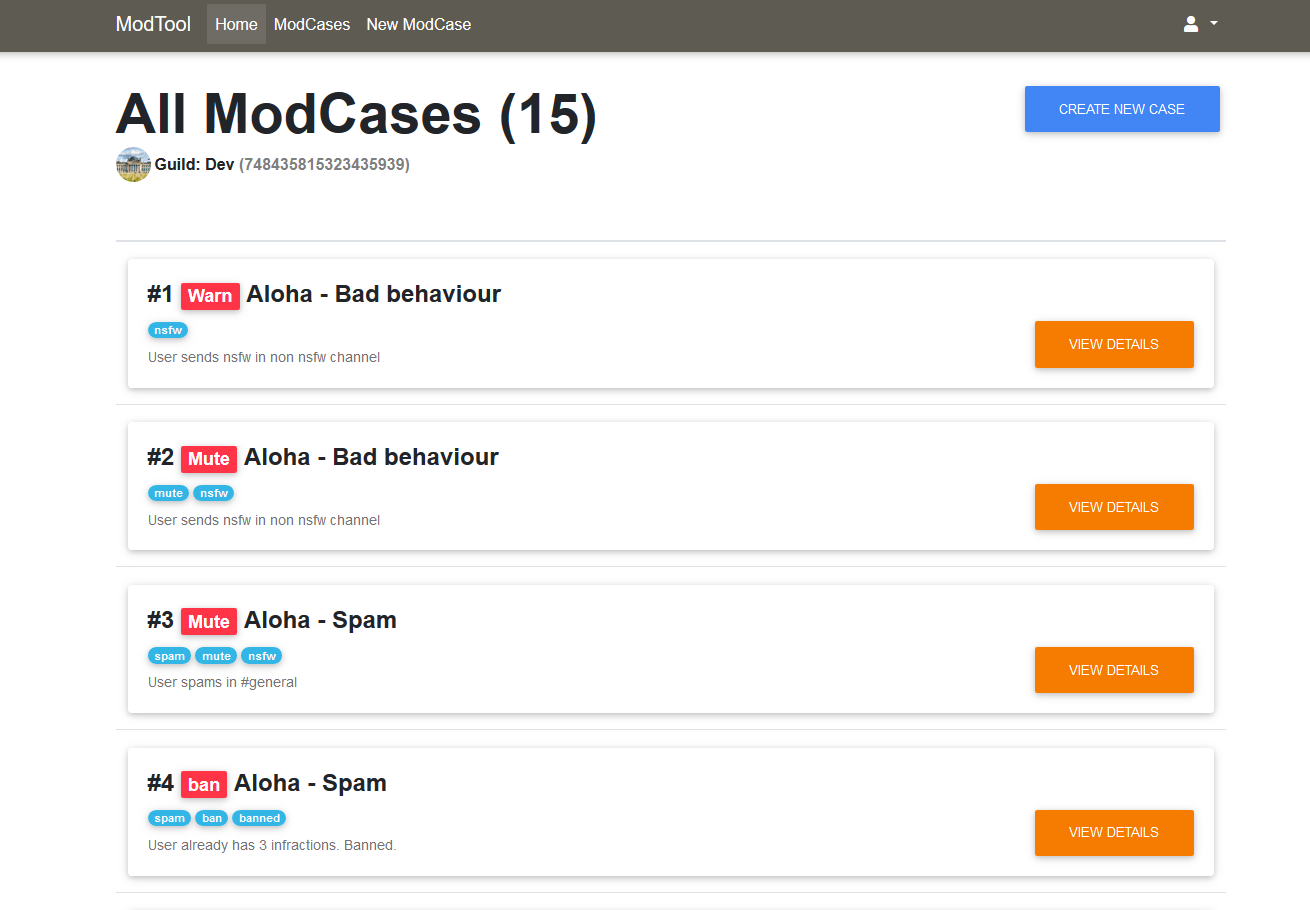 ModTool Home ModCases New ModCase
All ModCases (15)
CREATE NEW CASE
Guild: Dev (748435815323435939)
#1 Warn Aloha - Bad behaviour
nsfw
VIEW DETAILS
User sends nsfw in non nsfw channel
#2 Mute Aloha - Bad behaviour
mute nsfw
VIEW DETAILS
User sends nsfw in non nsfw channel
#3 Mute Aloha - Spam
spam mute nsfw
VIEW DETAILS
User spams in #general
#4 ban Aloha - Spam
spam ban banned
VIEW DETAILS
User already has 3 infractions. Banned.